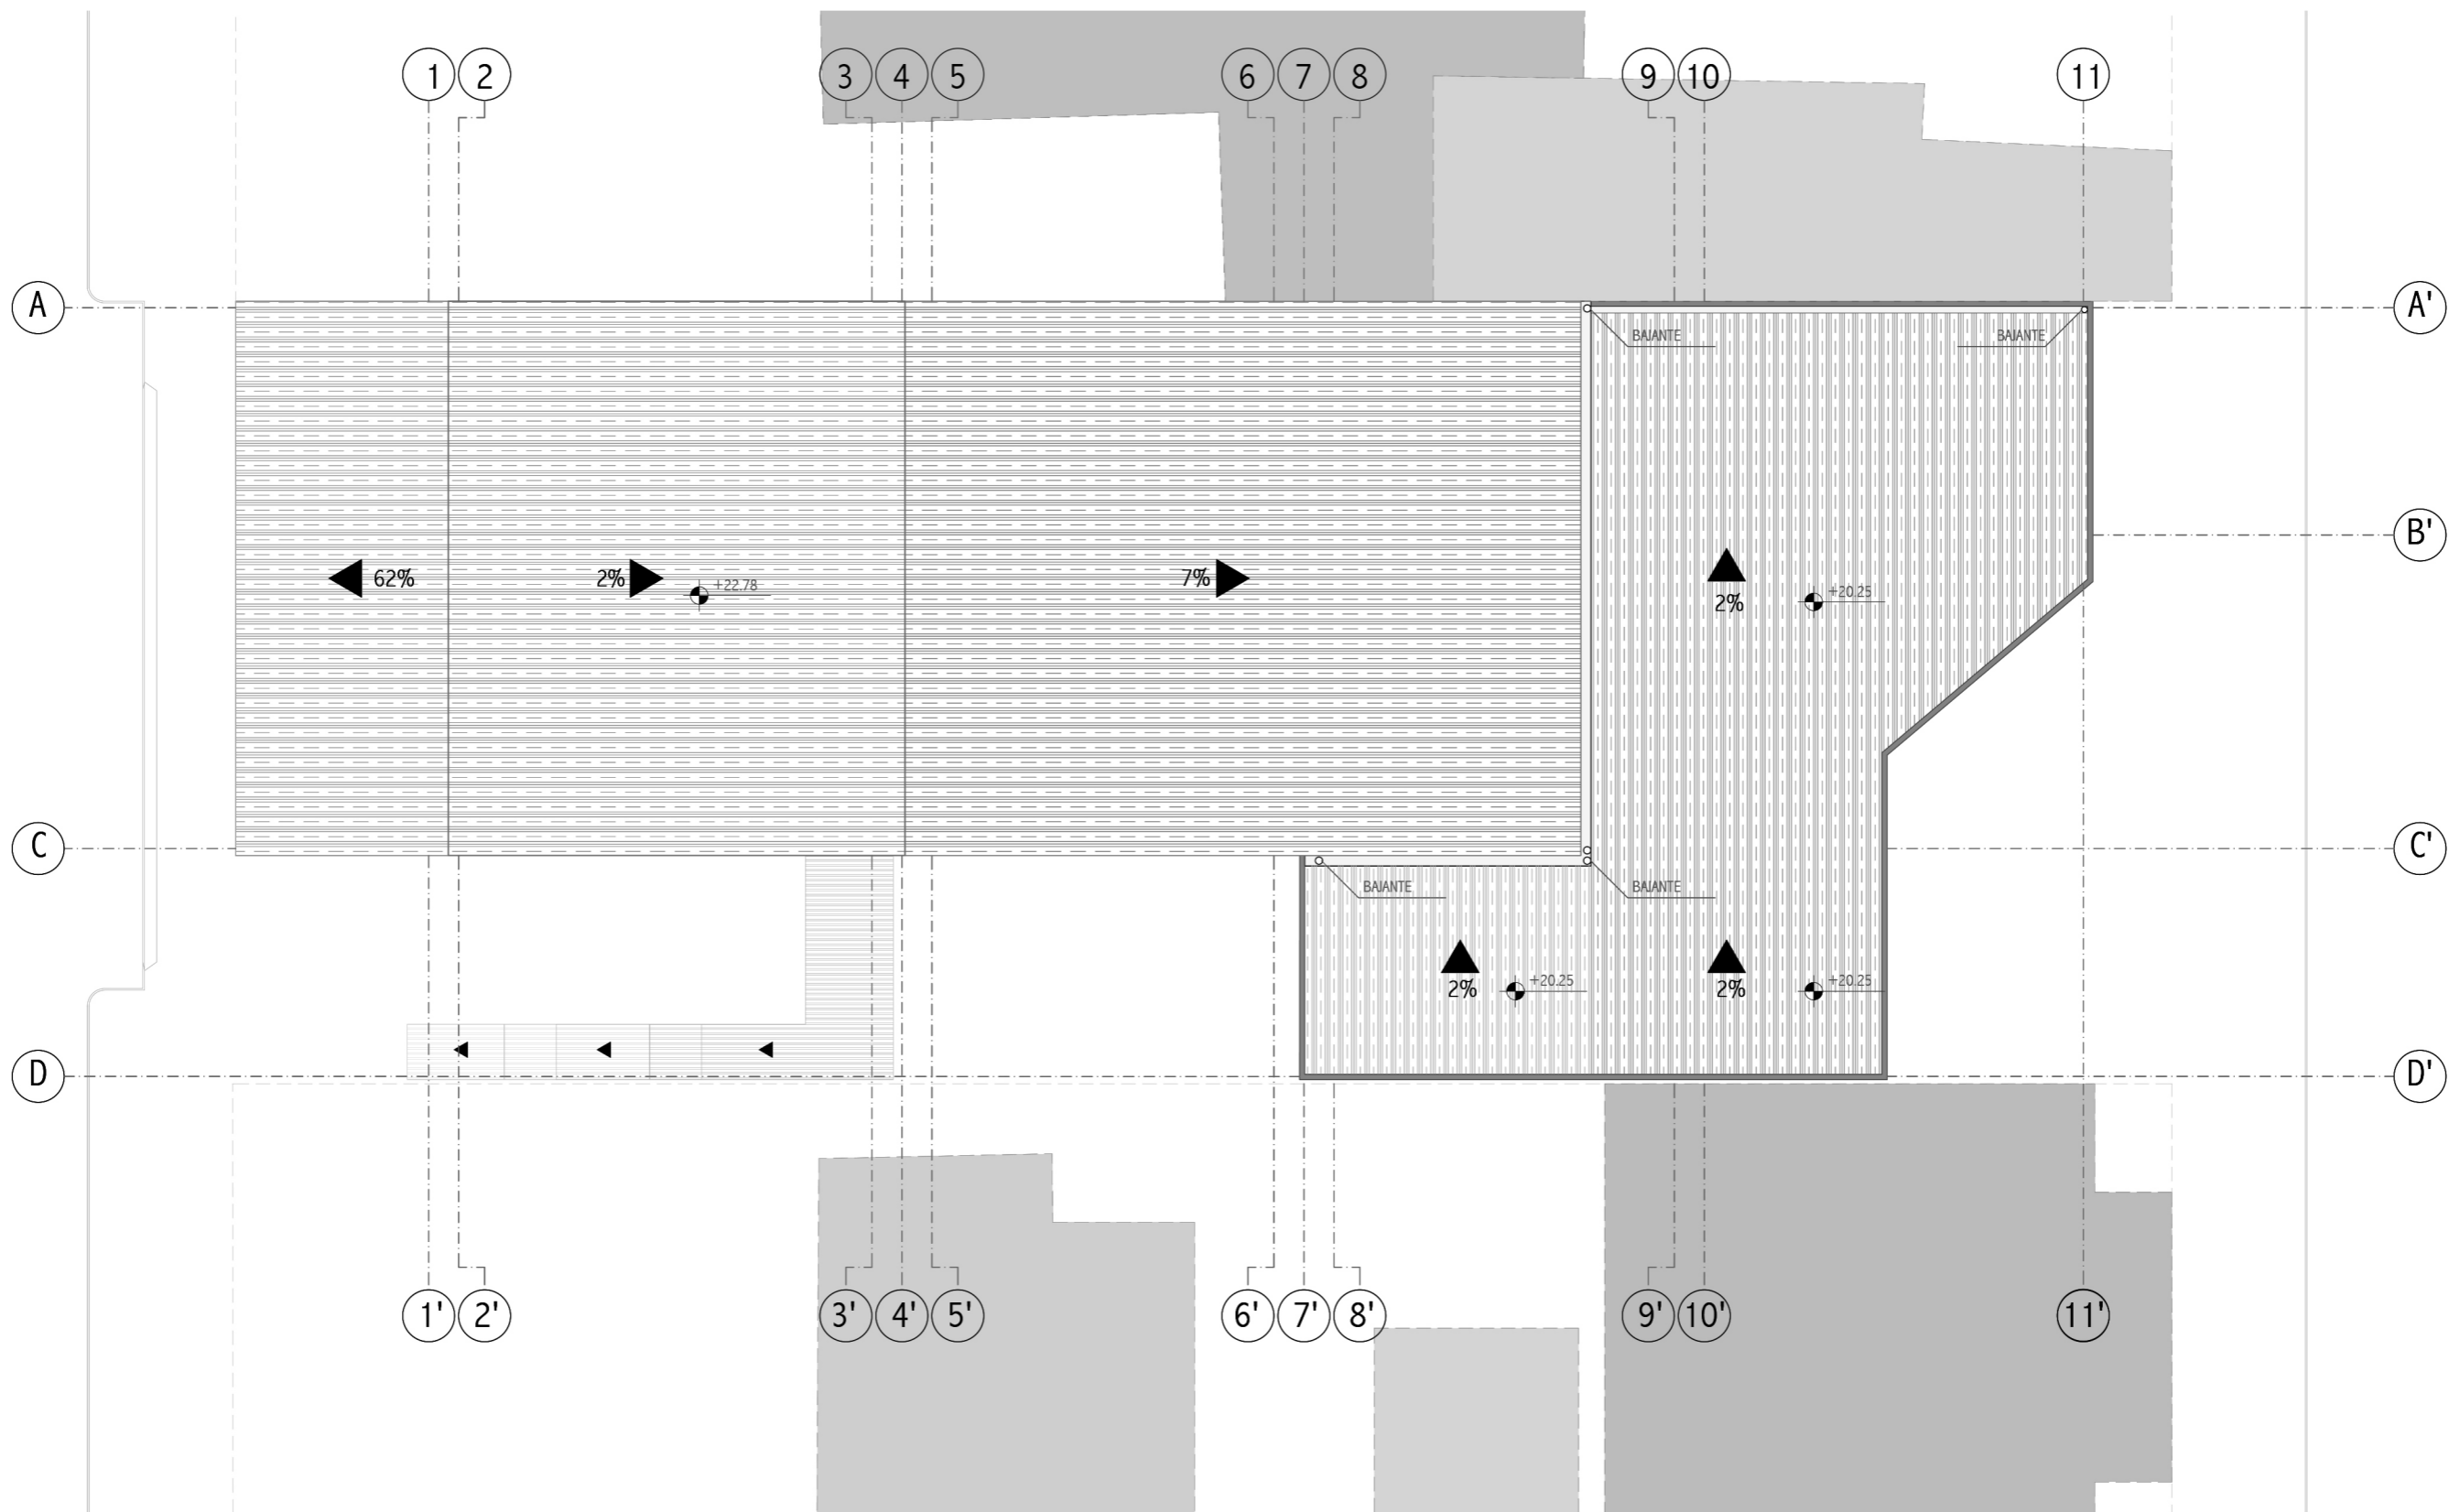 1 2 3 4 5 6 7 8 9 10 11
A A'
BAJANTE BAJANTE
B'
62% 2% +22.78 7% 2% +20.25
C C'
BAJANTE BAJANTE
2% +20.25 2% +20.25
D D'
1' 2' 3' 4' 5' 6' 7' 8' 9' 10' 11'